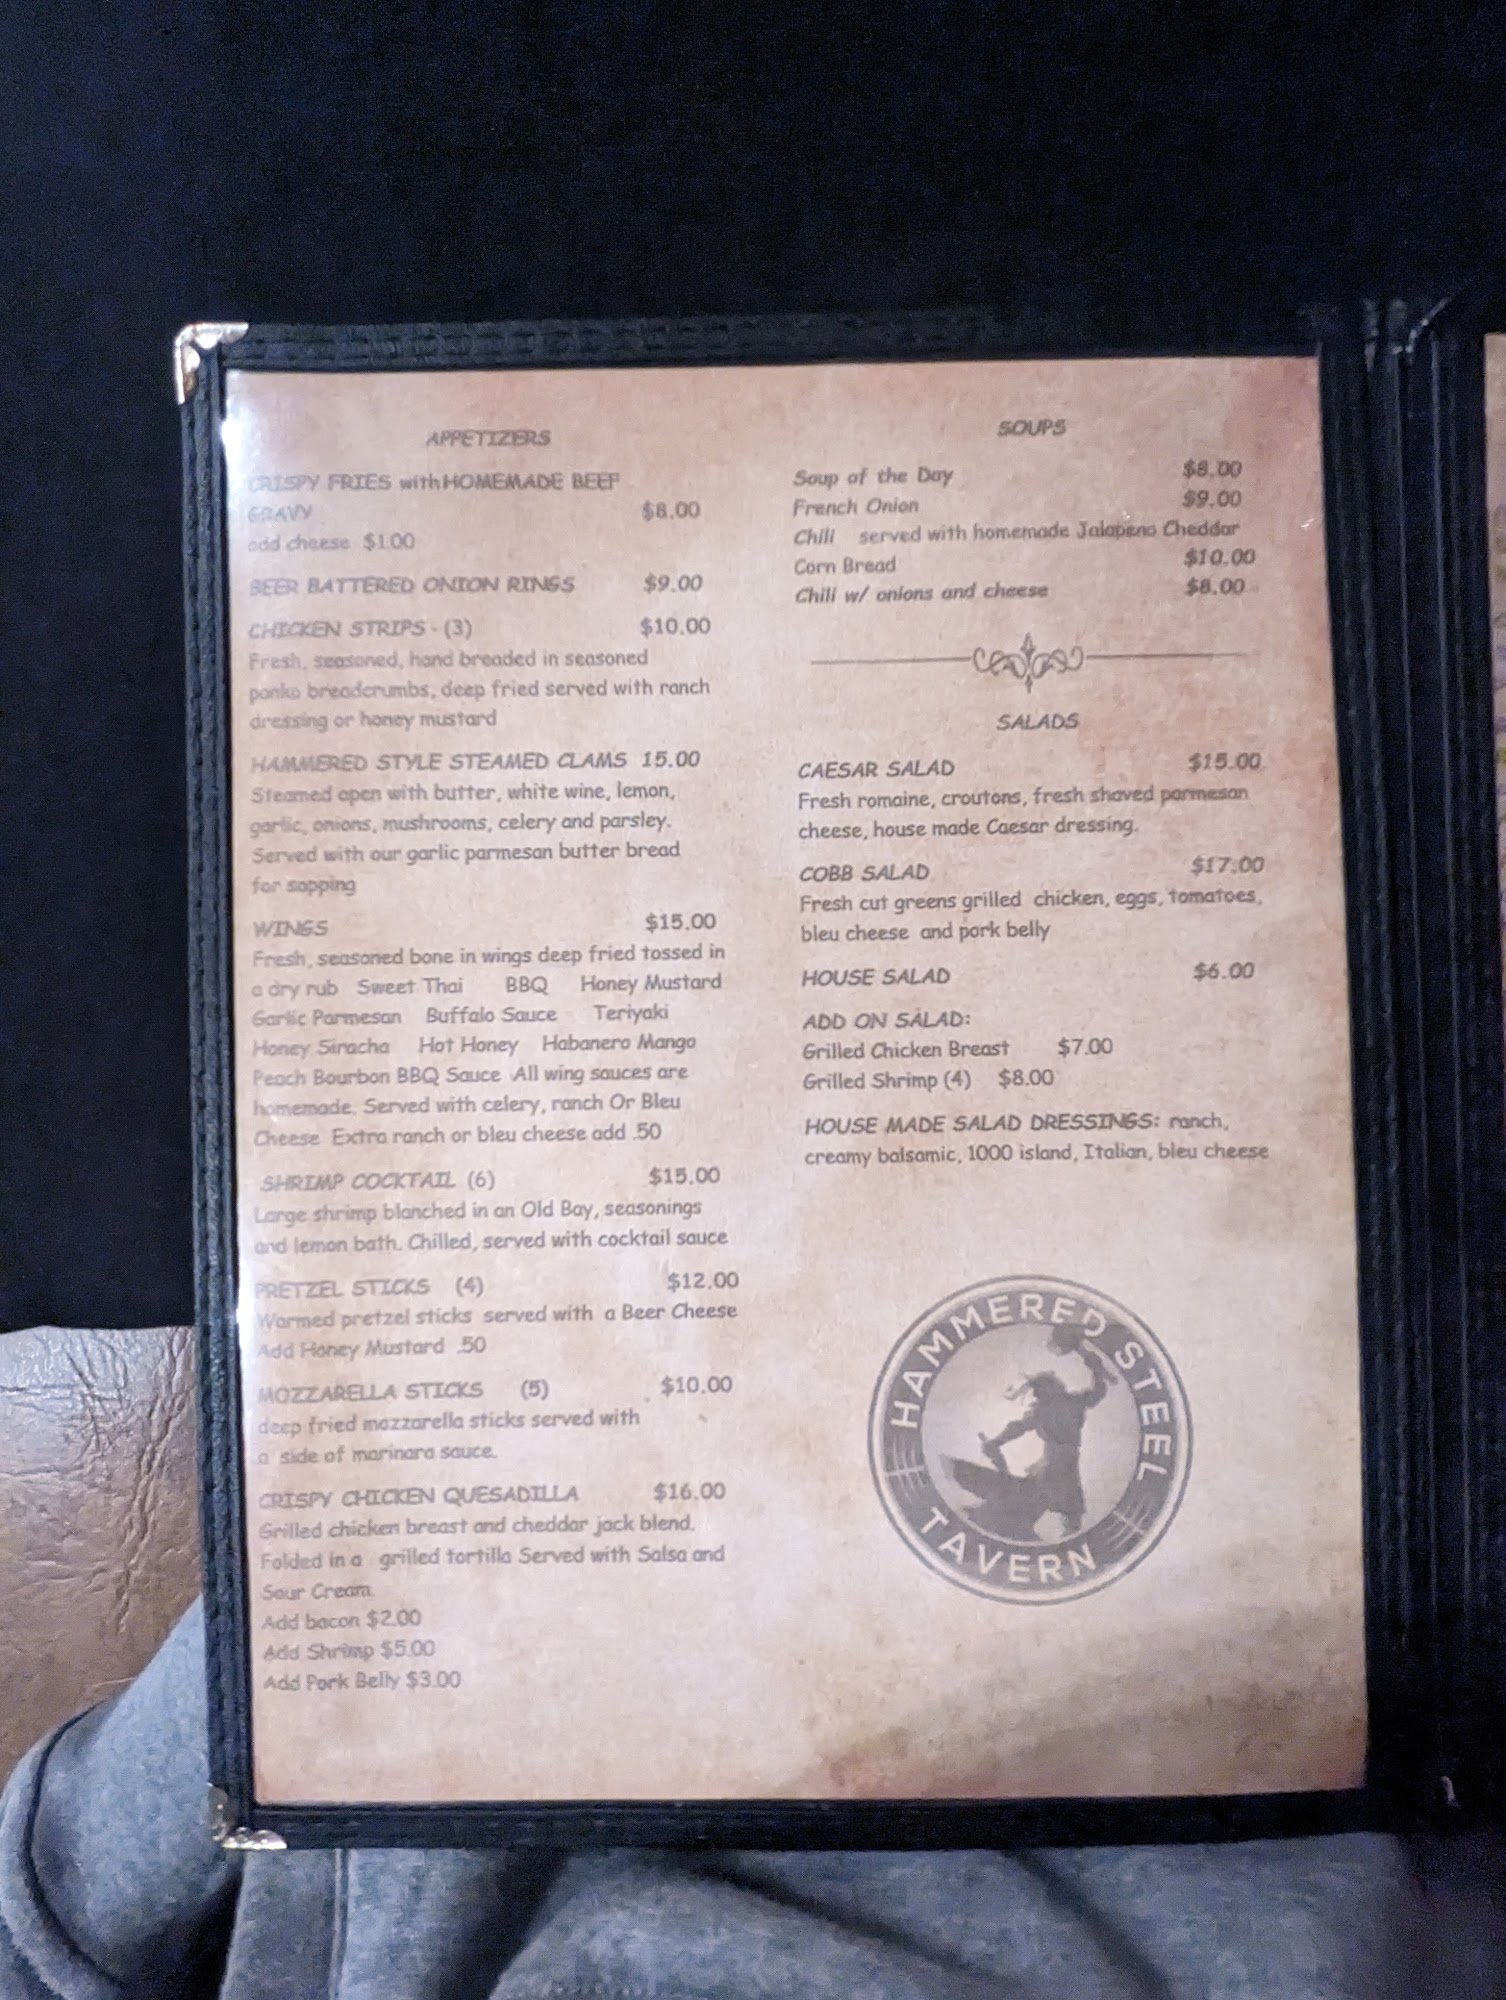 APPETIZERS
CRISPY FRIES with HOMEMADE BEEF
GRAVY $8.00
add cheese $1.00
BEER BATTERED ONION RINGS $9.00
CHICKEN STRIPS - (3) $10.00
Fresh, seasoned, hand breaded in seasoned
panko breadcrumbs, deep fried served with ranch
dressing or honey mustard
HAMMERED STYLE STEAMED CLAMS 15.00
Steamed open with butter, white wine, lemon,
garlic, onions, mushrooms, celery and parsley.
Served with our garlic parmesan butter bread
for sopping
WINGS $15.00
Fresh, seasoned bone in wings deep fried tossed in
a dry rub Sweet Thai BBQ Honey Mustard
Garlic Parmesan Buffalo Sauce Teriyaki
Honey Siracha Hot Honey Habanero Mango
Peach Bourbon BBQ Sauce All wing sauces are
homemade. Served with celery, ranch Or Bleu
Cheese Extra ranch or bleu cheese add .50
SHRIMP COCKTAIL (6) $15.00
Large shrimp blanched in an Old Bay, seasonings
and lemon bath. Chilled, served with cocktail sauce
PRETZEL STICKS (4) $12.00
Warmed pretzel sticks served with a Beer Cheese
Add Honey Mustard .50
MOZZARELLA STICKS (5) $10.00
deep fried mozzarella sticks served with
a side of marinara sauce.
CRISPY CHICKEN QUESADILLA $16.00
Grilled chicken breast and cheddar jack blend.
Folded in a grilled tortilla Served with Salsa and
Sour Cream.
Add bacon $2.00
Add Shrimp $5.00
Add Pork Belly $3.00
SOUPS
Soup of the Day $8.00
French Onion $9.00
Chili served with homemade Jalapeno Cheddar
Corn Bread $10.00
Chili w/ onions and cheese $8.00
SALADS
CAESAR SALAD $15.00
Fresh romaine, croutons, fresh shaved parmesan
cheese, house made Caesar dressing.
COBB SALAD $17.00
Fresh cut greens grilled chicken, eggs, tomatoes,
bleu cheese and pork belly
HOUSE SALAD $6.00
ADD ON SALAD:
Grilled Chicken Breast $7.00
Grilled Shrimp (4) $8.00
HOUSE MADE SALAD DRESSINGS: ranch,
creamy balsamic, 1000 island, Italian, bleu cheese
HAMMERED STEEL
TAVERN